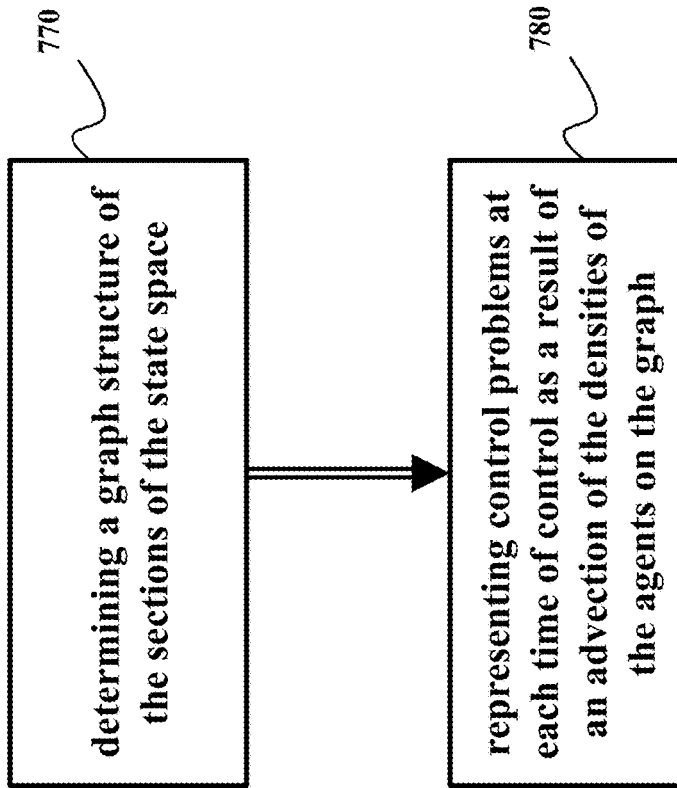 770
determining a graph structure of
the sections of the state space
780
representing control problems at
each time of control as a result of
an advection of the densities of
the agents on the graph